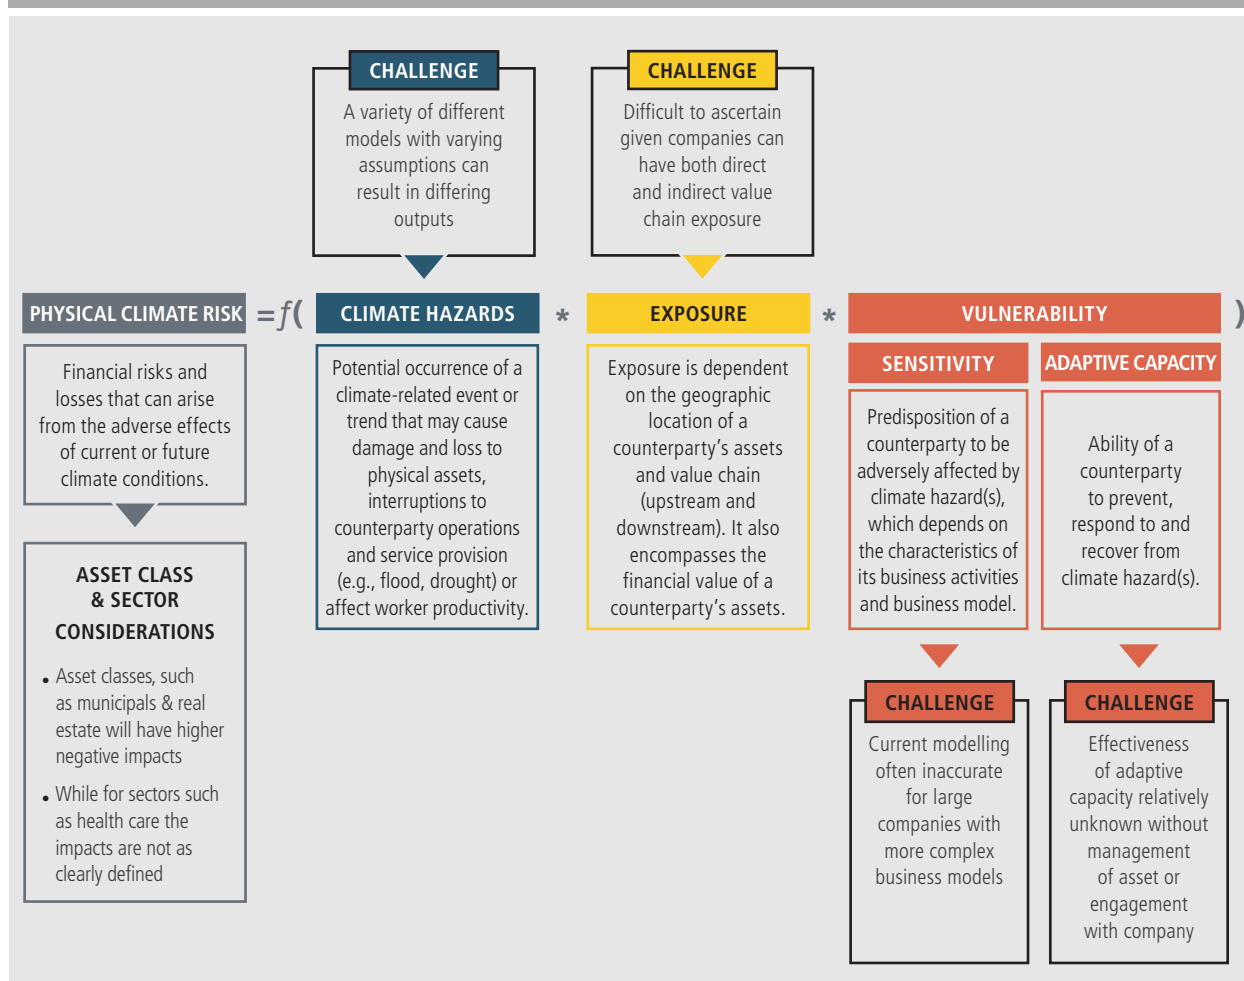 CHALLENGE
A variety of different
models with varying
assumptions can
result in differing
outputs
CHALLENGE
Difficult to ascertain
given companies can
have both direct
and indirect value
chain exposure
PHYSICAL CLIMATE RISK
=f(
CLIMATE HAZARDS
*
EXPOSURE
*
VULNERABILITY
)
Financial risks and
losses that can arise
from the adverse effects
of current or future
climate conditions.
ASSET CLASS
& SECTOR
CONSIDERATIONS
• Asset classes, such
as municipals & real
estate will have higher
negative impacts
• While for sectors such
as health care the
impacts are not as
clearly defined
Potential occurrence of a
climate-related event or
trend that may cause
damage and loss to
physical assets,
interruptions to
counterparty operations
and service provision
(e.g., flood, drought) or
affect worker productivity.
Exposure is dependent
on the geographic
location of a
counterparty's assets
and value chain
(upstream and
downstream). It also
encompasses the
financial value of a
counterparty's assets.
SENSITIVITY
Predisposition of a
counterparty to be
adversely affected by
climate hazard(s),
which depends on
the characteristics of
its business activities
and business model.
CHALLENGE
Current modelling
often inaccurate
for large
companies with
more complex
business models
ADAPTIVE CAPACITY
Ability of a
counterparty
to prevent,
respond to and
recover from
climate hazard(s).
CHALLENGE
Effectiveness
of adaptive
capacity relatively
unknown without
management
of asset or
engagement
with company